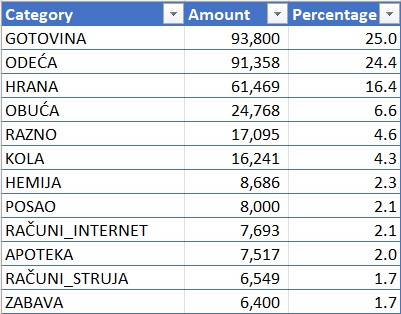 Category Amount Percentage
GOTOVINA 93,800 25.0
ODEĆA 91,358 24.4
HRANA 61,469 16.4
OBUĆA 24,768 6.6
RAZNO 17,095 4.6
KOLA 16,241 4.3
HEMIJA 8,686 2.3
POSAO 8,000 2.1
RAČUNI_INTERNET 7,693 2.1
APOTEKA 7,517 2.0
RAČUNI_STRUJA 6,549 1.7
ZABAVA 6,400 1.7